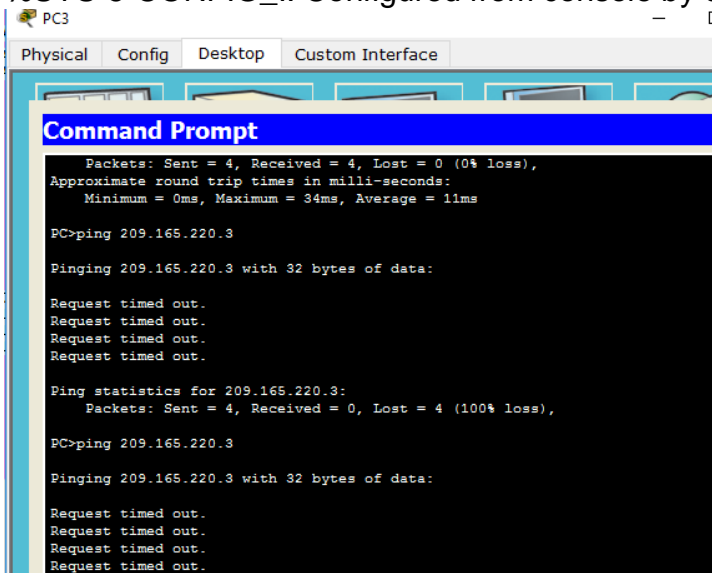 PC3
Physical Config Desktop Custom Interface
Command Prompt
Packets: Sent = 4, Received = 4, Lost = 0 (0% loss),
Approximate round trip times in milli-seconds:
Minimum = 0ms, Maximum = 34ms, Average = 11ms
PC>ping 209.165.220.3
Pinging 209.165.220.3 with 32 bytes of data:
Request timed out.
Request timed out.
Request timed out.
Request timed out.
Ping statistics for 209.165.220.3:
Packets: Sent = 4, Received = 0, Lost = 4 (100% loss),
PC>ping 209.165.220.3
Pinging 209.165.220.3 with 32 bytes of data:
Request timed out.
Request timed out.
Request timed out.
Request timed out.